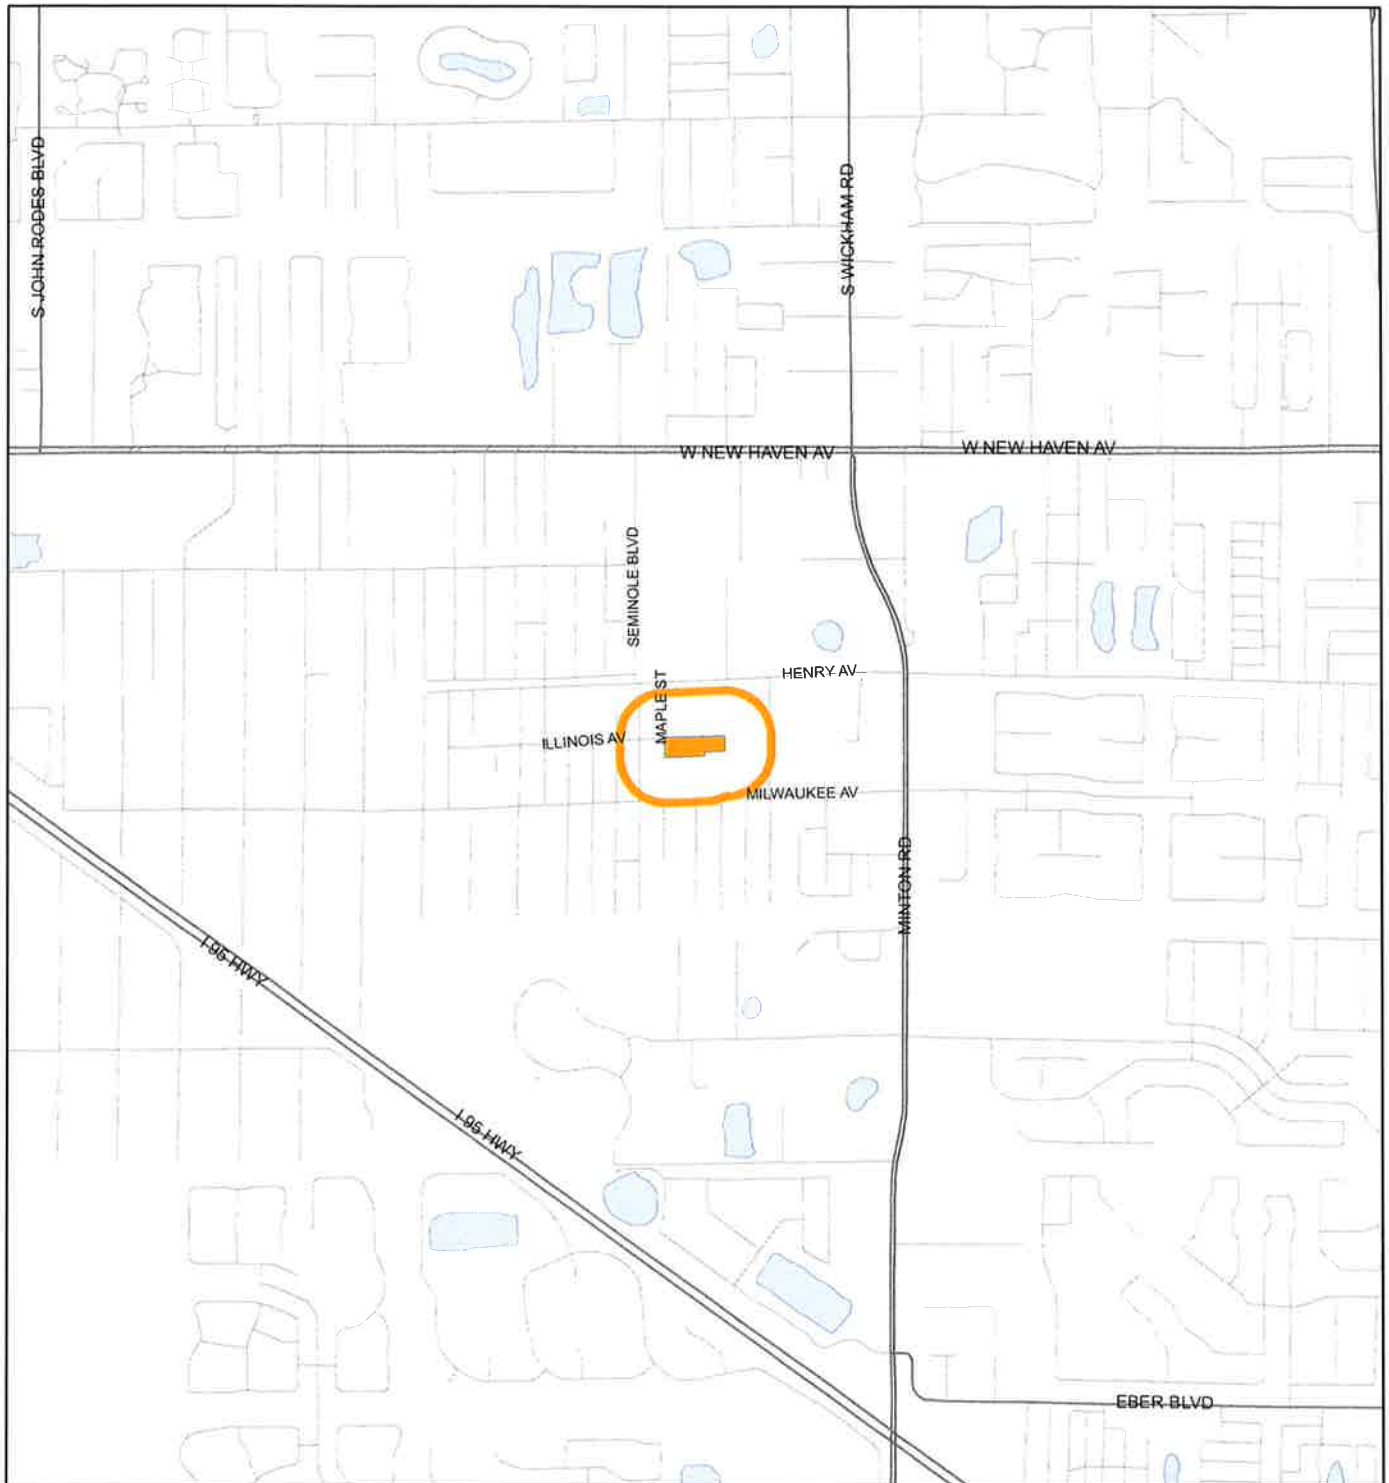 S JOHN RODES BLVD
S WICKHAM RD
W NEW HAVEN AV
W NEW HAVEN AV
SEMINOLE BLVD
HENRY AV
MAPLE ST
ILLINOIS AV
MILWAUKEE AV
MINTON RD
I 95 HWY
I 95 HWY
EBER BLVD